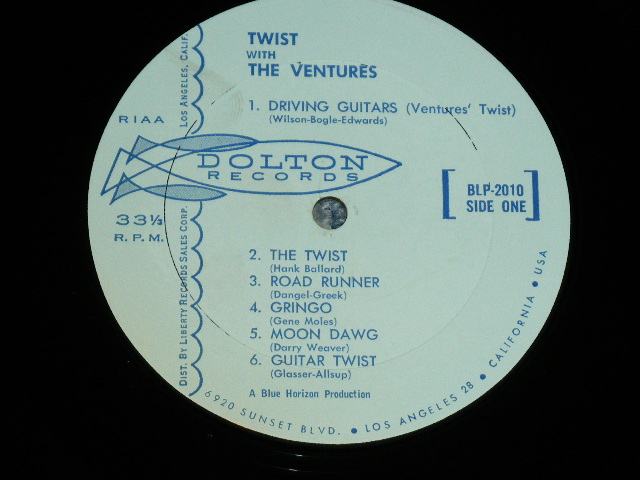 TWIST
WITH
THE VENTURES
1. DRIVING GUITARS (Ventures' Twist)
(Wilson-Bogle-Edwards)
RIAA
DOLTON
RECORDS
33⅓
R.P.M.
[BLP-2010
SIDE ONE]
2. THE TWIST
(Hank Ballard)
3. ROAD RUNNER
(Dangel-Greek)
4. GRINGO
(Gene Moles)
5. MOON DAWG
(Darry Weaver)
6. GUITAR TWIST
(Glasser-Allsup)
A Blue Horizon Production
DIST. BY LIBERTY RECORDS SALES CORP.
LOS ANGELES, CALIF.
6920 SUNSET BLVD. • LOS ANGELES 28 • CALIFORNIA • USA